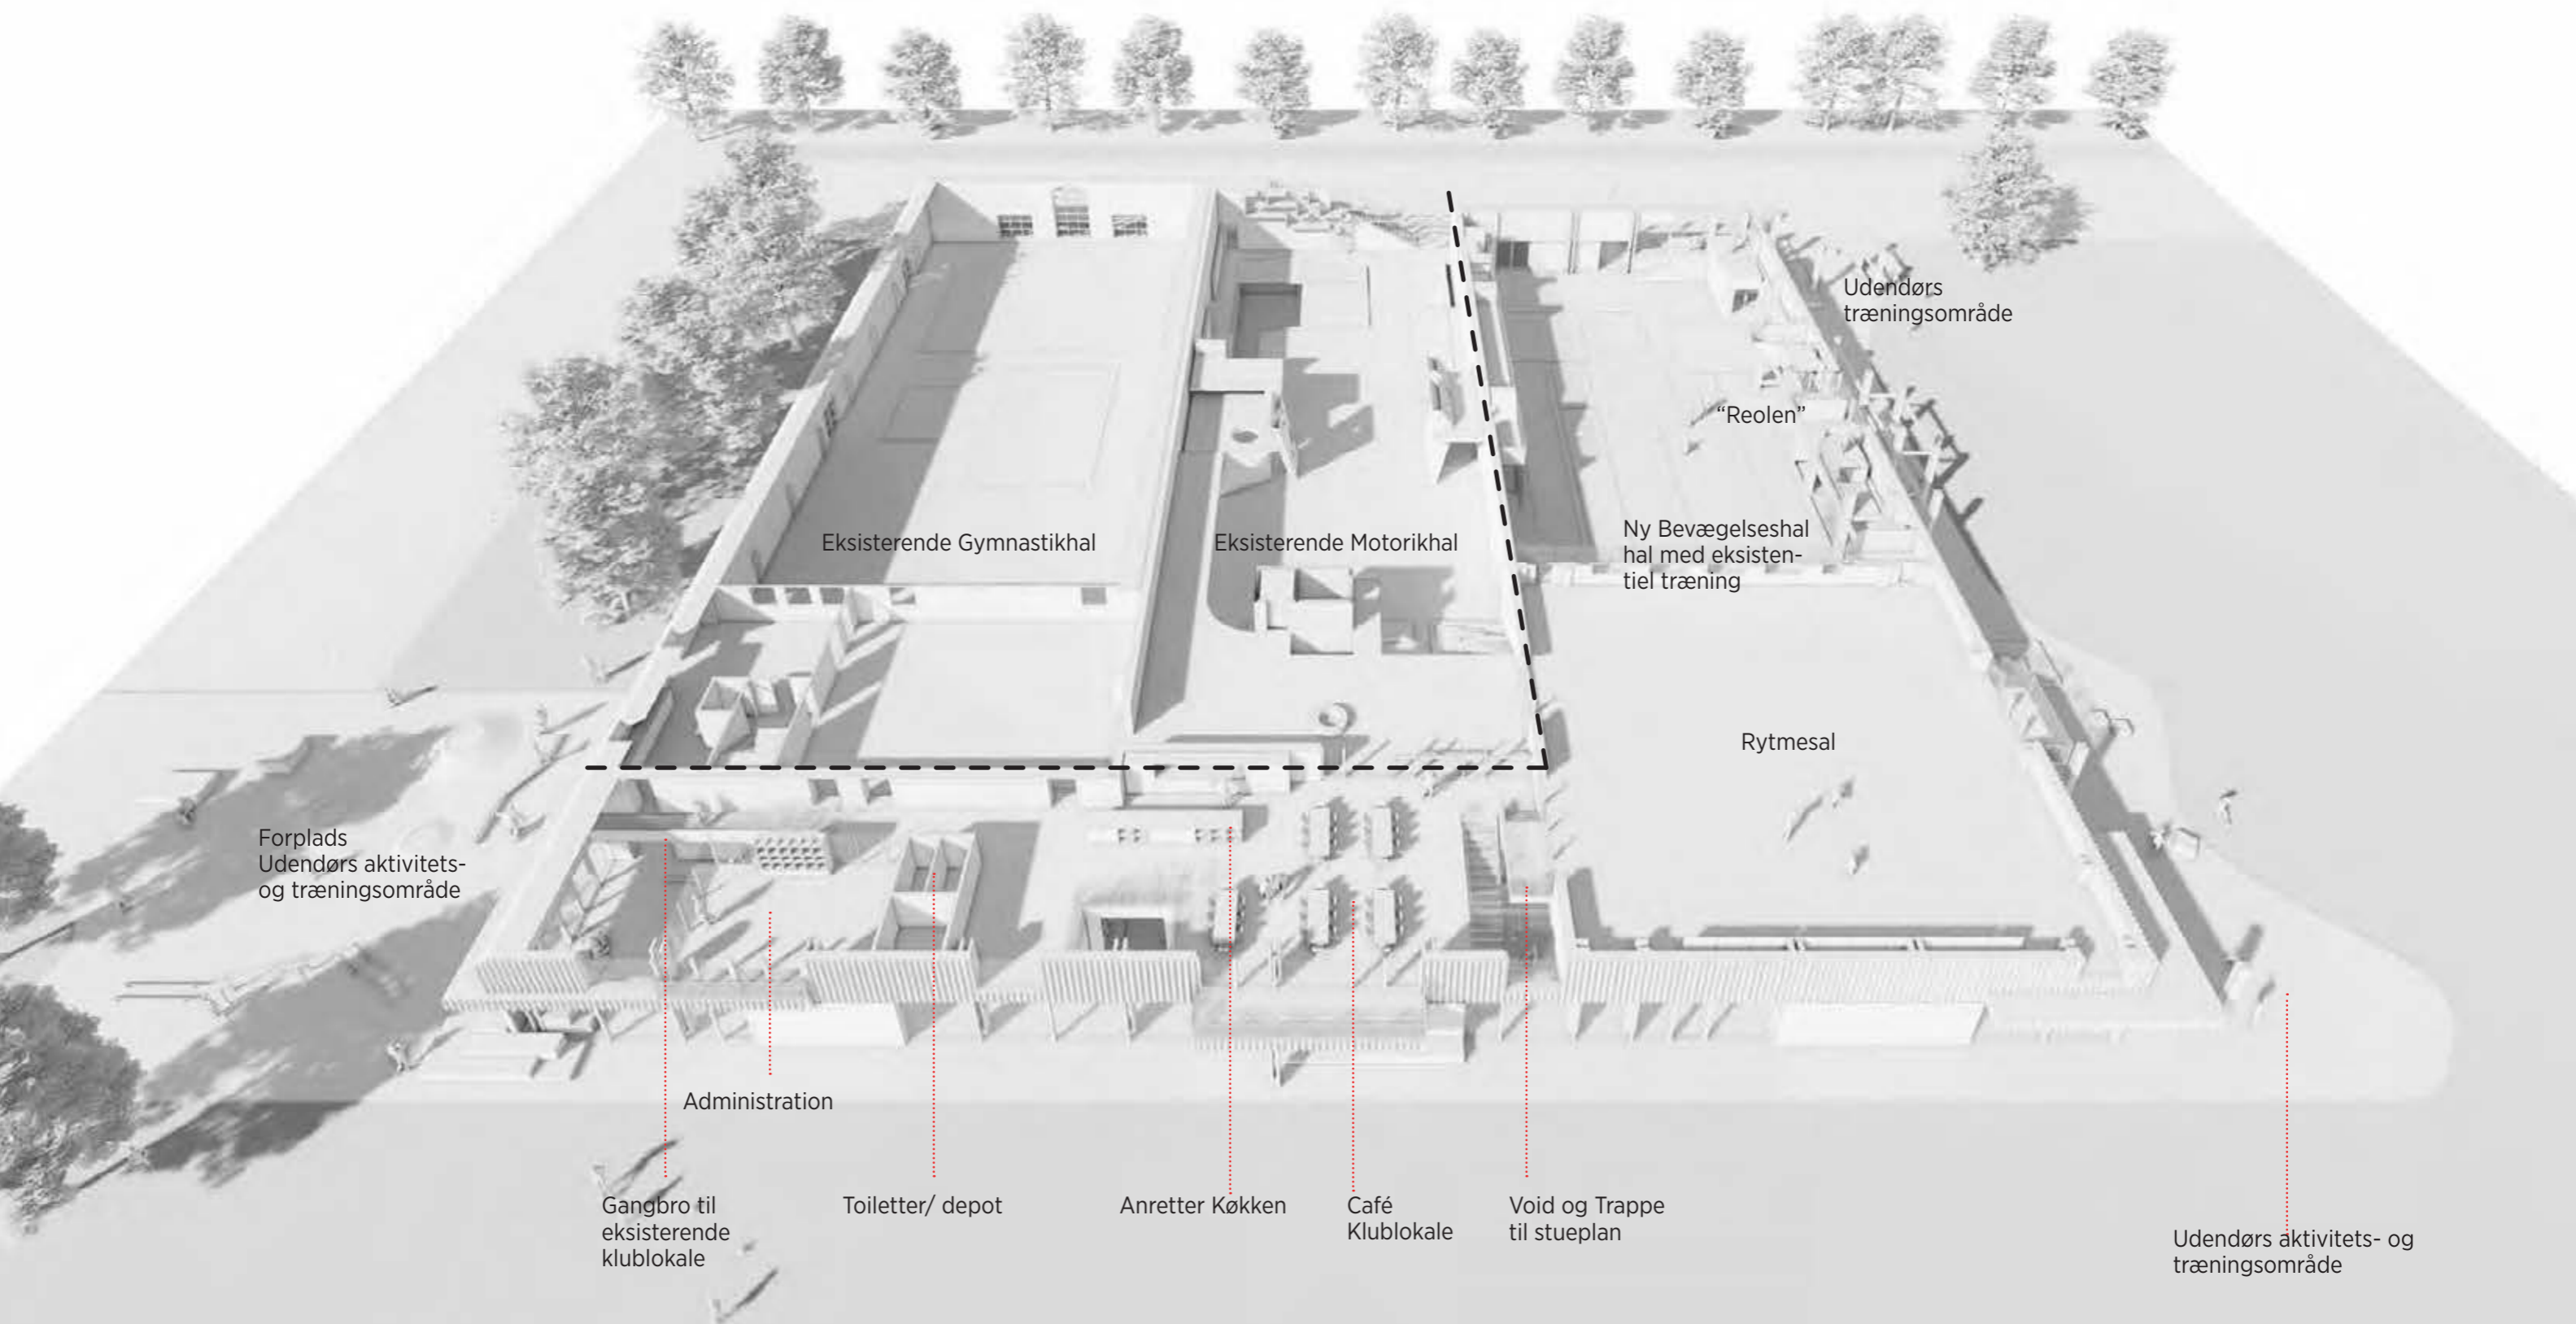 Udendørs
træningsområde
“Reolen”
Eksisterende Gymnastikhal
Eksisterende Motorikhal
Ny Bevægelseshal
hal med eksisten-
tiel træning
Rytmesal
Forplads
Udendørs aktivitets-
og træningsområde
Administration
Gangbro til
eksisterende
klublokale
Toiletter/ depot
Anretter Køkken
Café
Klublokale
Void og Trappe
til stueplan
Udendørs aktivitets- og
træningsområde